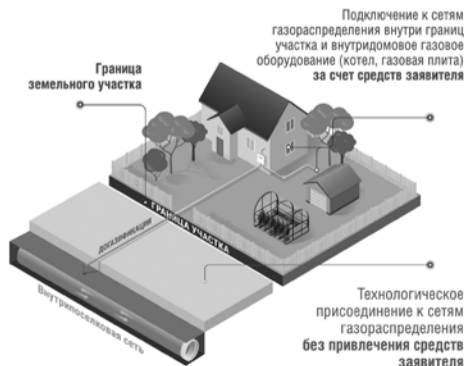 Подключение к сетям
газораспределения внутри границ
участка и внутридомовое газовое
оборудование (котел, газовая плита)
за счет средств заявителя
Граница
земельного участка
ГРАНИЦА УЧАСТКА
ДОГАЗИФИКАЦИИ
Внутрипоселковая сеть
Технологическое
присоединение к сетям
газораспределения
без привлечения средств
заявителя